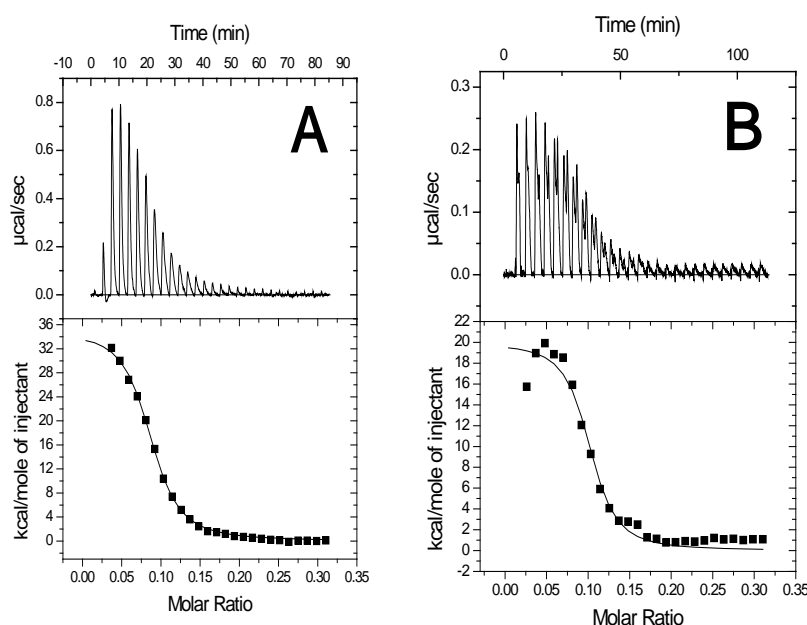 Time (min)
-10 0 10 20 30 40 50 60 70 80 90
0.8
0.6
0.4
0.2
0.0
µcal/sec
A
36
32
28
24
20
16
12
8
4
0
kcal/mole of injectant
0.00 0.05 0.10 0.15 0.20 0.25 0.30 0.35
Molar Ratio
Time (min)
0 50 100
0.3
0.2
0.1
0.0
µcal/sec
B
22
20
18
16
14
12
10
8
6
4
2
0
-2
kcal/mole of injectant
0.00 0.05 0.10 0.15 0.20 0.25 0.30 0.35
Molar Ratio